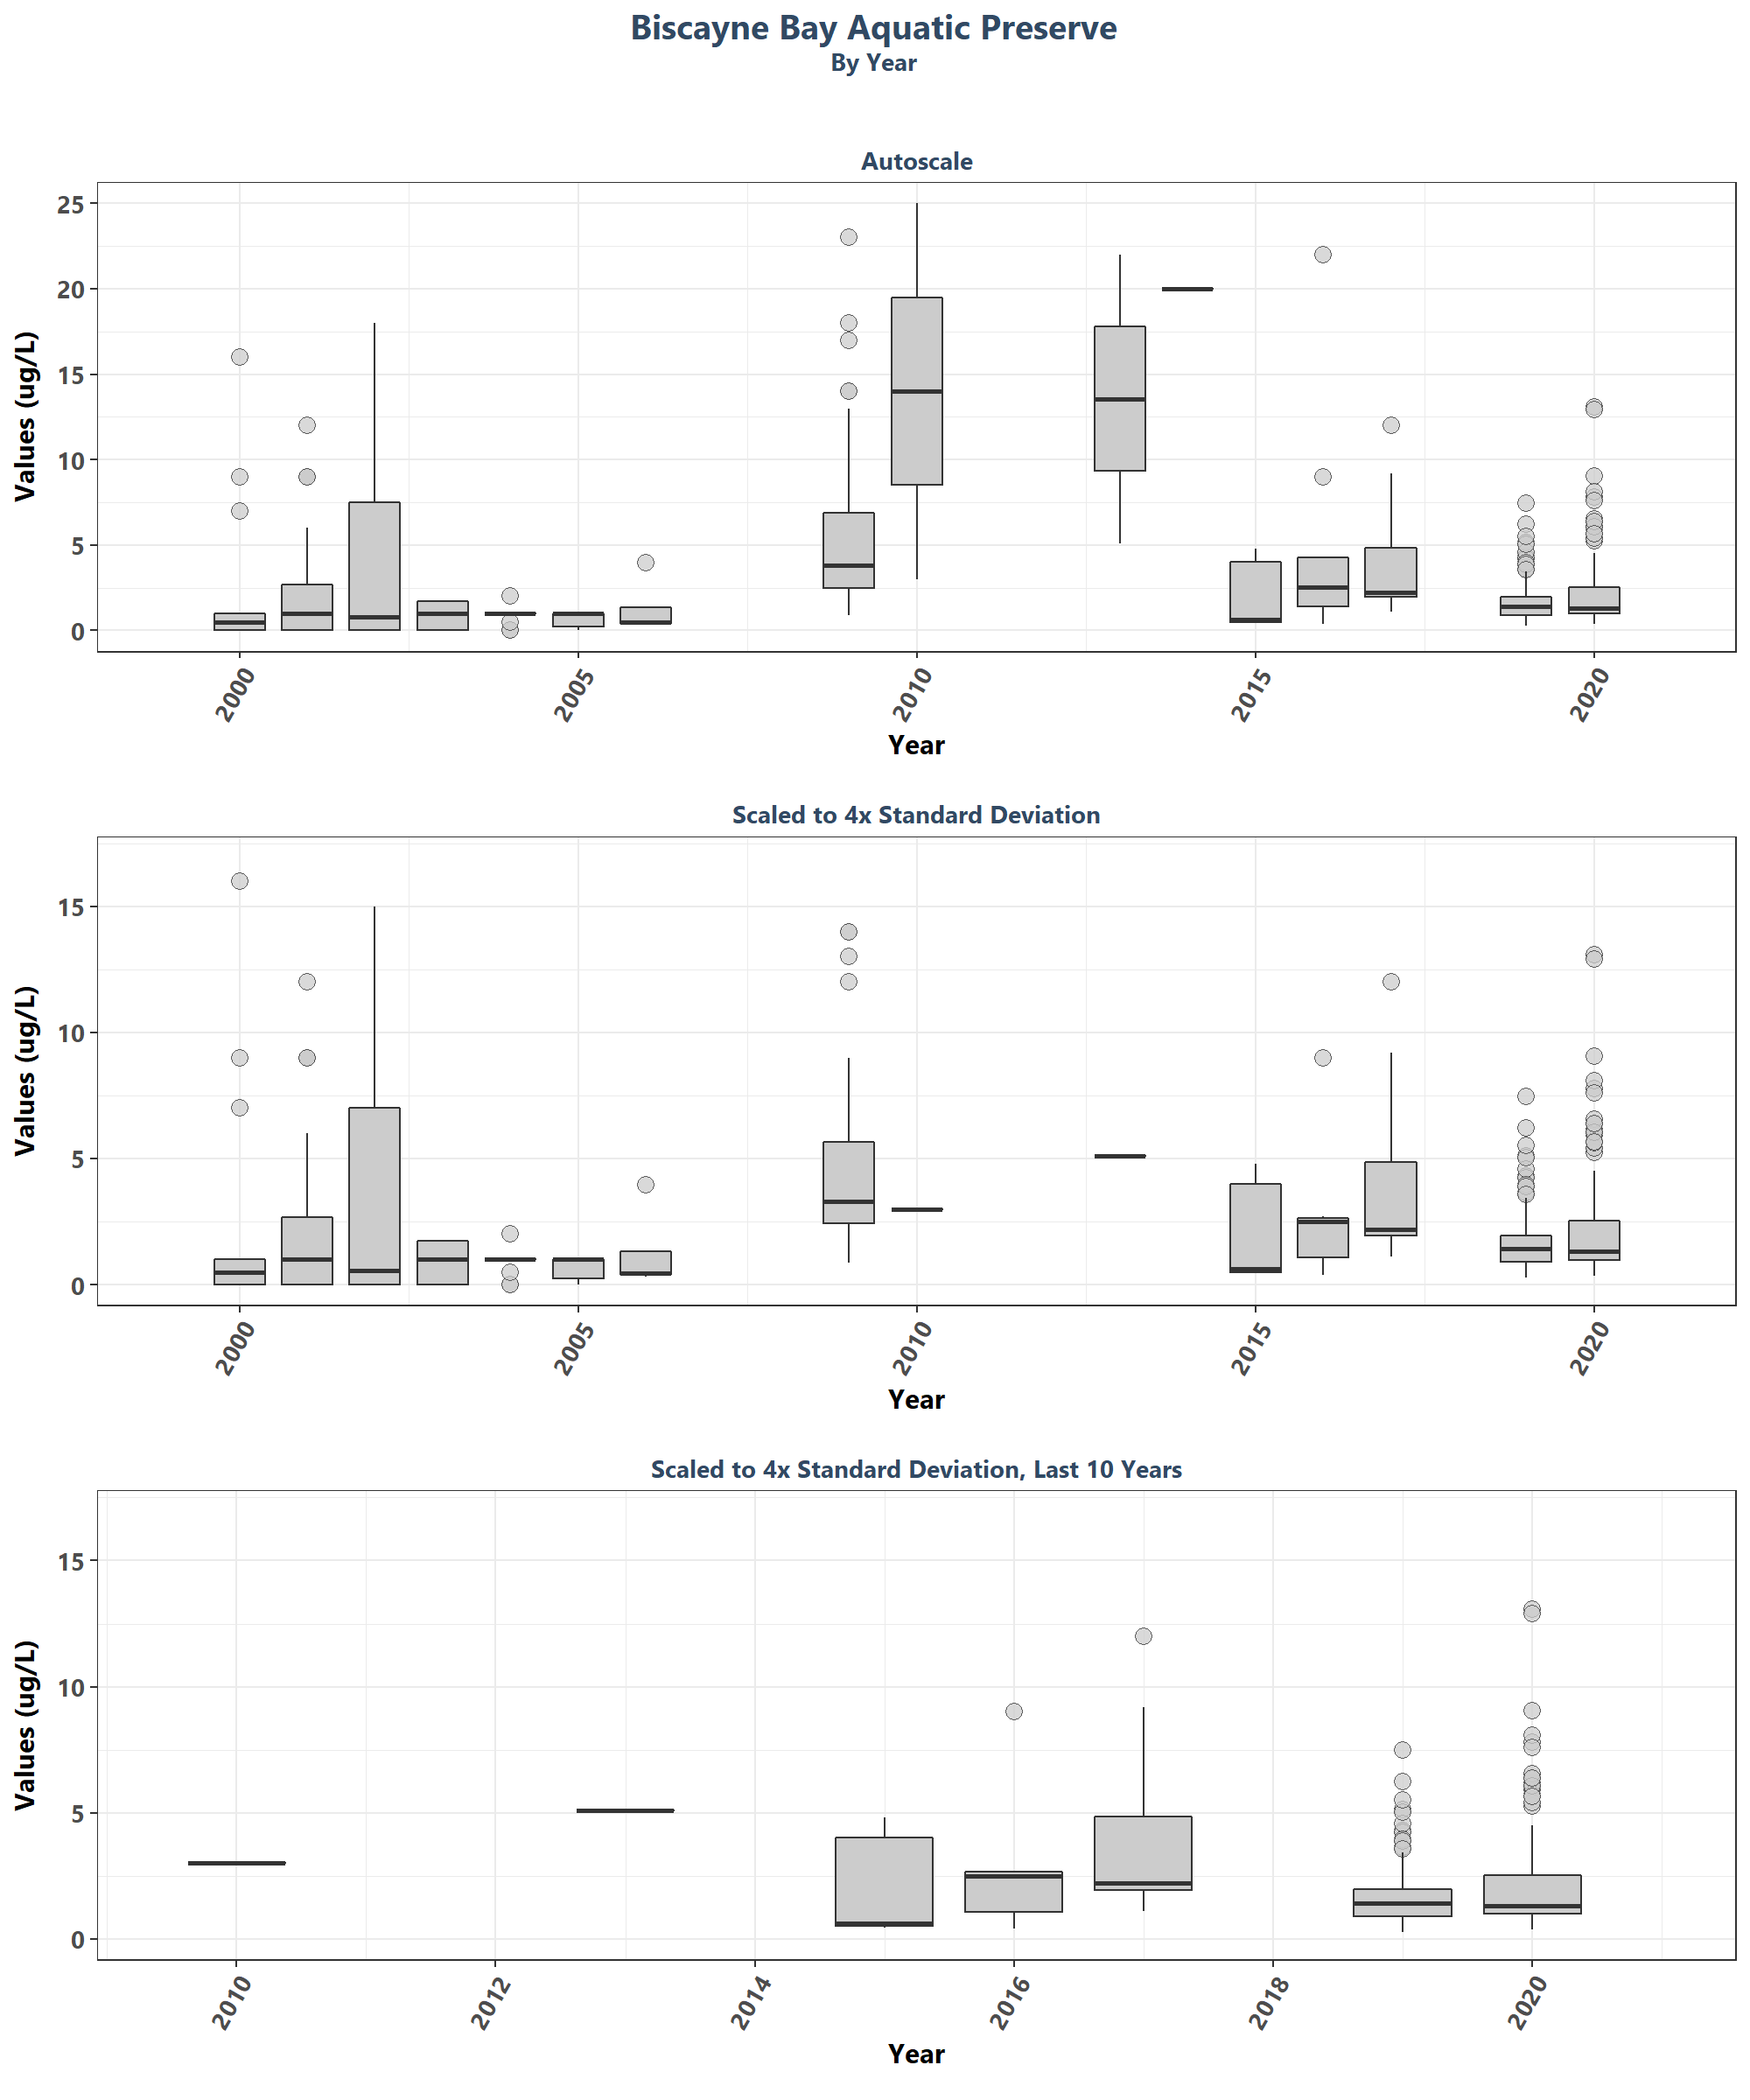 Biscayne Bay Aquatic Preserve
By Year
Autoscale
Values (ug/L)
25
20
15
10
5
0
2000
2005
2010
2015
2020
Year
Scaled to 4x Standard Deviation
Values (ug/L)
15
10
5
0
2000
2005
2010
2015
2020
Year
Scaled to 4x Standard Deviation, Last 10 Years
Values (ug/L)
15
10
5
0
2010
2012
2014
2016
2018
2020
Year